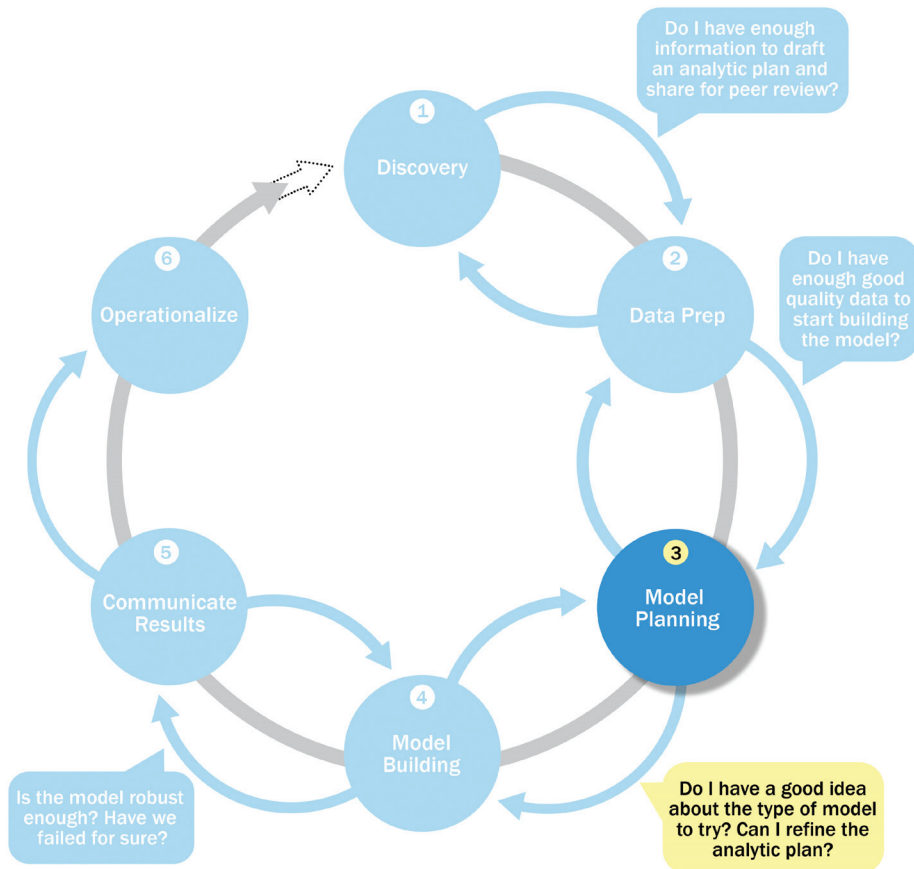 Do I have enough
information to draft
an analytic plan and
share for peer review?
1
Discovery
2
Data Prep
Do I have
enough good
quality data to
start building
the model?
6
Operationalize
3
Model
Planning
5
Communicate
Results
4
Model
Building
Is the model robust
enough? Have we
failed for sure?
Do I have a good idea
about the type of model
to try? Can I refine the
analytic plan?